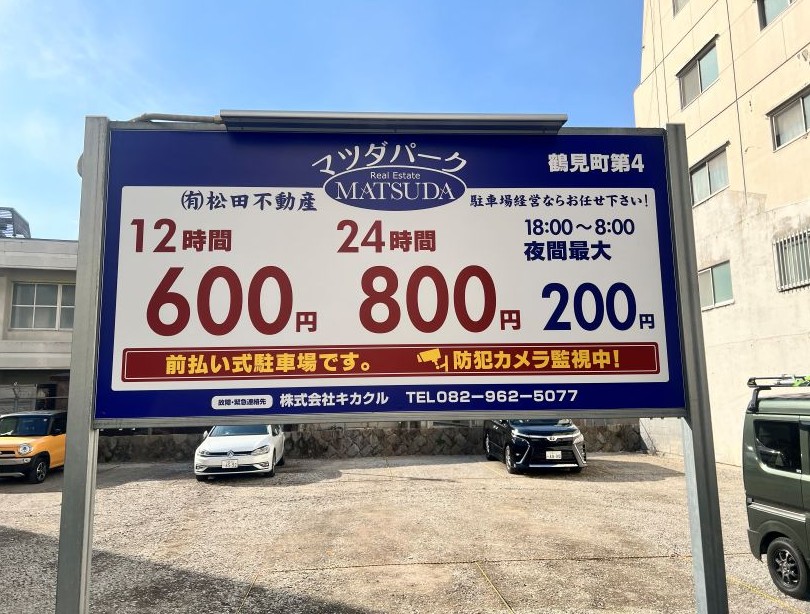 マツダパーク
Real Estate
MATSUDA
鶴見町第4
㈲松田不動産
駐車場経営ならお任せ下さい!
12時間
600円
24時間
800円
18:00～8:00
夜間最大
200円
前払い式駐車場です。
防犯カメラ監視中!
故障・緊急連絡先
株式会社キカクル TEL082-962-5077